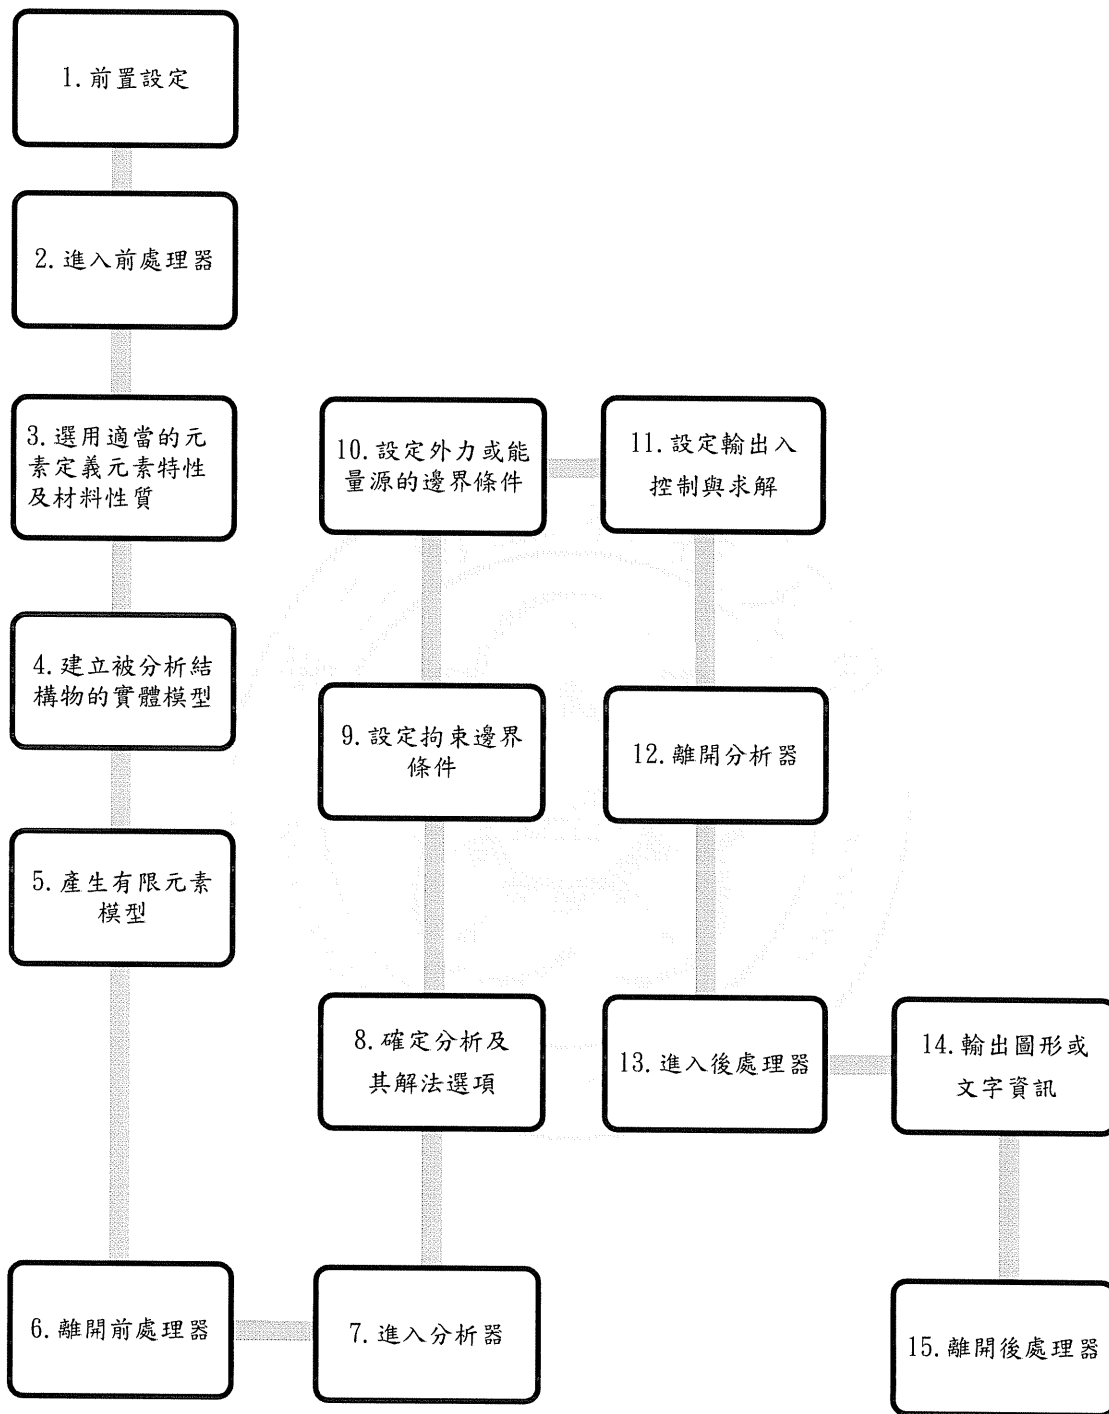 1.前置設定
2.進入前處理器
3.選用適當的元
素定義元素特性
及材料性質
4.建立被分析結
構物的實體模型
5.產生有限元素
模型
6.離開前處理器
7.進入分析器
8.確定分析及
其解法選項
9.設定拘束邊界
條件
10.設定外力或能
量源的邊界條件
11.設定輸出入
控制與求解
12.離開分析器
13.進入後處理器
14.輸出圖形或
文字資訊
15.離開後處理器